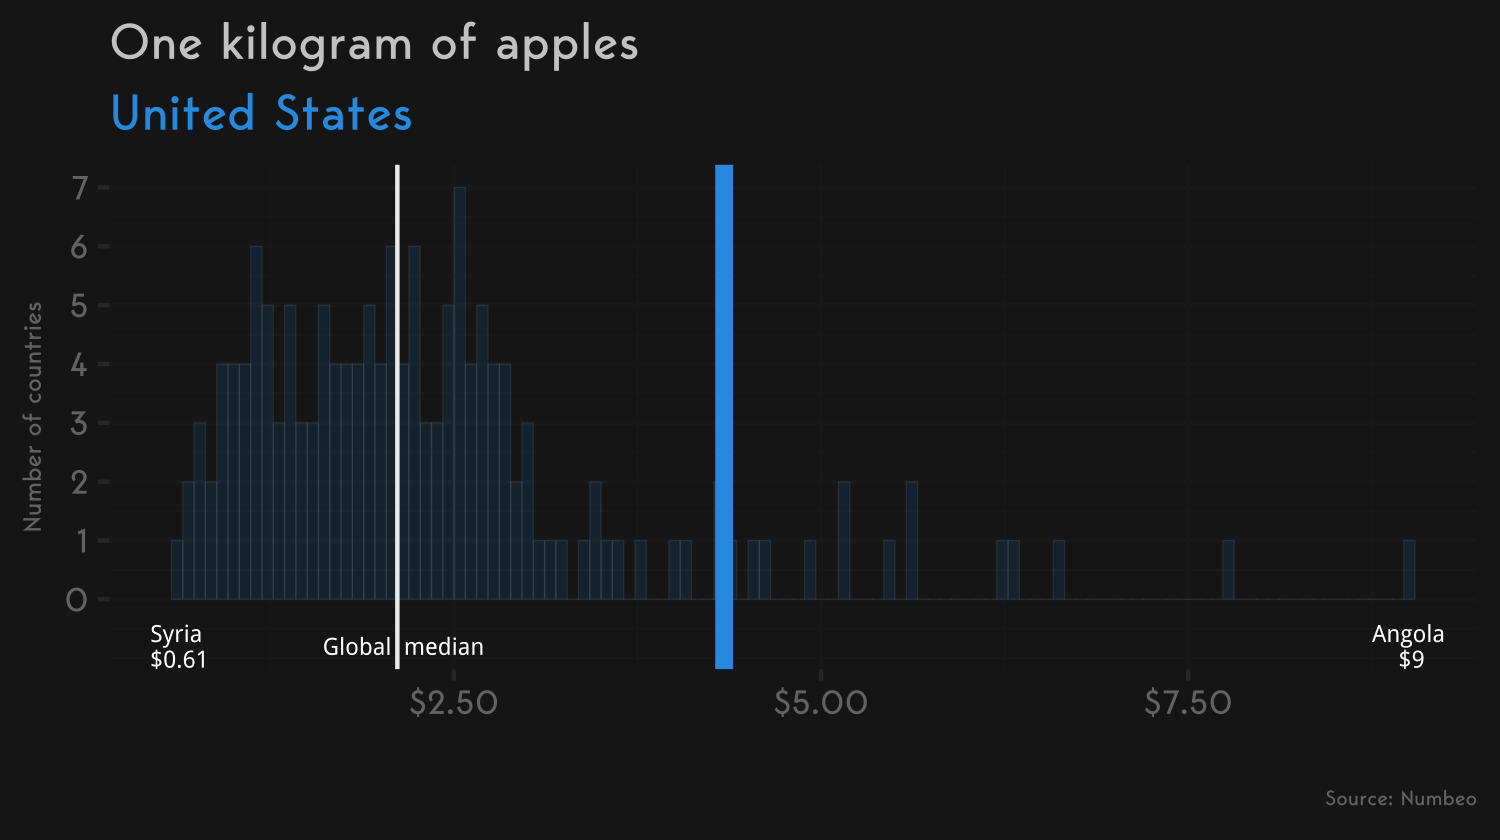 One kilogram of apples
United States
Number of countries
7
6
5
4
3
2
1
0
Syria
$0.61
Global median
Angola
$9
$2.50
$5.00
$7.50
Source: Numbeo